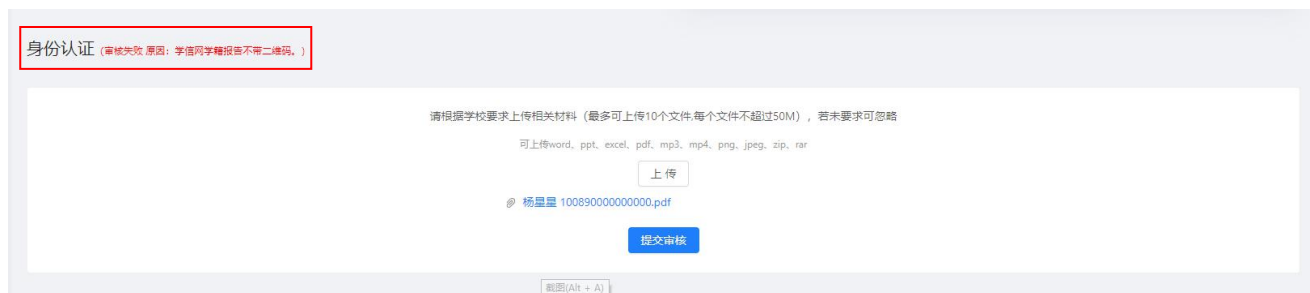 身份认证 (审核失败 原因：学信网学籍报告不带二维码。)
请根据学校要求上传相关材料（最多可上传10个文件,每个文件不超过50M），若未要求可忽略
可上传word、ppt、excel、pdf、mp3、mp4、png、jpeg、zip、rar
上 传
杨星星 100890000000000.pdf
提交审核
截图(Alt + A)